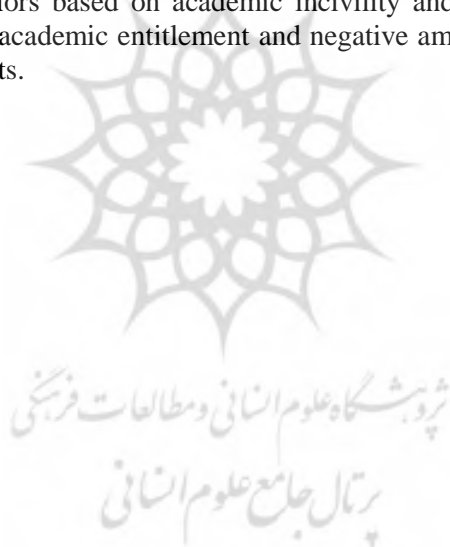 ors based on academic incivility and
academic entitlement and negative am
ts.
پژوهشگاه علوم انسانی و مطالعات فرهنگی
پرتال جامع علوم انسانی